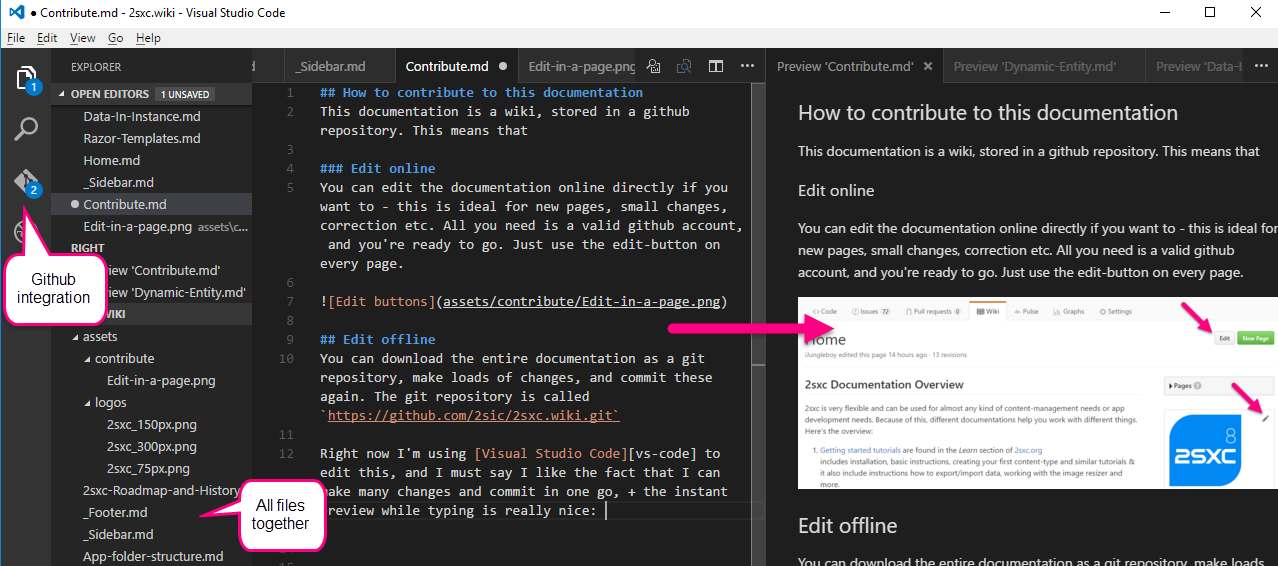 ● Contribute.md - 2sxc.wiki - Visual Studio Code
File Edit View Go Help
EXPLORER
OPEN EDITORS 1 UNSAVED
Data-In-Instance.md
Razor-Templates.md
Home.md
_Sidebar.md
Contribute.md
Edit-in-a-page.png assets\c...
RIGHT
review 'Contribute.md'
view 'Dynamic-Entity.md'
WIKI
assets
contribute
Edit-in-a-page.png
logos
2sxc_150px.png
2sxc_300px.png
2sxc_75px.png
2sxc-Roadmap-and-History
_Footer.md
_Sidebar.md
App-folder-structure.md
1
2
Github
integration
All files
together
_Sidebar.md Contribute.md Edit-in-a-page.png
1 ## How to contribute to this documentation
2 This documentation is a wiki, stored in a github
repository. This means that
3
4 ### Edit online
5 You can edit the documentation online directly if you
want to - this is ideal for new pages, small changes,
correction etc. All you need is a valid github account,
and you're ready to go. Just use the edit-button on
every page.
6
7 ![Edit buttons](assets/contribute/Edit-in-a-page.png)
8
9 ## Edit offline
10 You can download the entire documentation as a git
repository, make loads of changes, and commit these
again. The git repository is called
`https://github.com/2sic/2sxc.wiki.git`
11
12 Right now I'm using [Visual Studio Code][vs-code] to
edit this, and I must say I like the fact that I can
make many changes and commit in one go, + the instant
preview while typing is really nice:
Preview 'Contribute.md' Preview 'Dynamic-Entity.md' Preview 'Data-I
How to contribute to this documentation
This documentation is a wiki, stored in a github repository. This means that
Edit online
You can edit the documentation online directly if you want to - this is ideal for
new pages, small changes, correction etc. All you need is a valid github
account, and you're ready to go. Just use the edit-button on every page.
Code Issues 72 Pull requests 0 Wiki Pulse Graphs Settings
Home
Edit New Page
iJungleboy edited this page 14 hours ago · 13 revisions
2sxc Documentation Overview
Pages
2sxc is very flexible and can be used for almost any kind of content-management needs or app
development needs. Because of this, different documentations help you work with different things.
Here's the overview:
1. Getting started tutorials are found in the Learn section of 2sxc.org
includes installation, basic instructions, creating your first content-type and similar tutorials &
it also include instructions how to export/import data, working with the image resizer and
more.
8
2SXC
Edit offline
You can download the entire documentation as a git repository, make loads